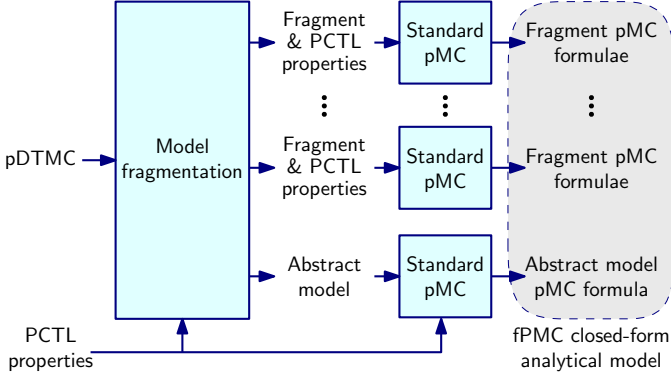 Fragment
& PCTL
properties
Standard
pMC
Fragment pMC
formulae
pDTMC
Model
fragmentation
Fragment
& PCTL
properties
Standard
pMC
Fragment pMC
formulae
Abstract
model
Standard
pMC
Abstract model
pMC formula
PCTL
properties
fPMC closed-form
analytical model